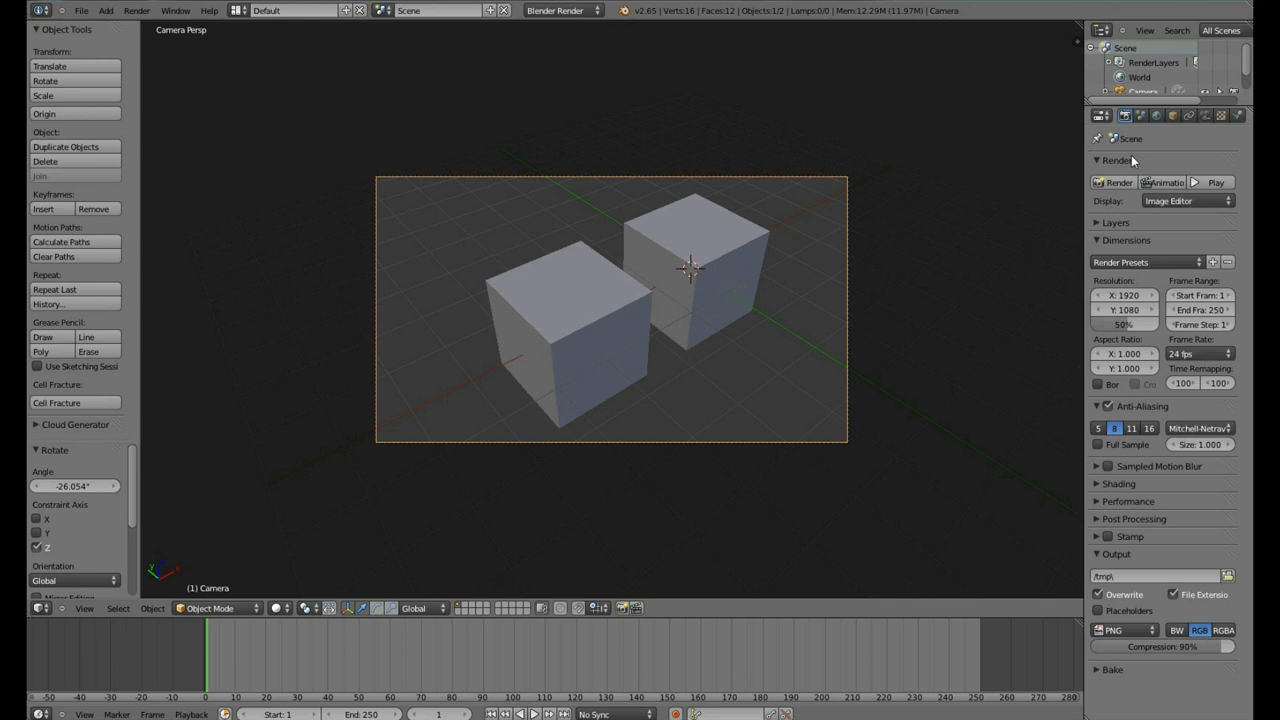 File Add Render Window Help Default Scene Blender Render v2.65 | Verts:16 | Faces:12 | Objects:1/2 | Lamps:0/0 | Mem:12.29M (11.97M) | Camera
Object Tools
Transform:
Translate
Rotate
Scale
Origin
Object:
Duplicate Objects
Delete
Join
Keyframes:
Insert Remove
Motion Paths:
Calculate Paths
Clear Paths
Repeat:
Repeat Last
History...
Grease Pencil:
Draw Line
Poly Erase
Use Sketching Sessi
Cell Fracture:
Cell Fracture
Cloud Generator
Rotate
Angle
-26.054°
Constraint Axis
X
Y
Z
Orientation
Global
Camera Persp
(1) Camera
View Select Object Object Mode Global
View Search All Scenes
Scene
RenderLayers
World
Camera
Scene
Render
Render Animatio Play
Display: Image Editor
Layers
Dimensions
Render Presets
Resolution: Frame Range:
X: 1920 Start Fram: 1
Y: 1080 End Fra: 250
50% Frame Step: 1
Aspect Ratio: Frame Rate:
X: 1.000 24 fps
Y: 1.000 Time Remapping:
Bor Cro 100 100
Anti-Aliasing
5 8 11 16 Mitchell-Netrav
Full Sample Size: 1.000
Sampled Motion Blur
Shading
Performance
Post Processing
Stamp
Output
/tmp\
Overwrite File Extensio
Placeholders
PNG BW RGB RGBA
Compression: 90%
Bake
-50 -40 -30 -20 -10 0 10 20 30 40 50 60 70 80 90 100 110 120 130 140 150 160 170 180 190 200 210 220 230 240 250 260 270 280
View Marker Frame Playback Start: 1 End: 250 1 No Sync